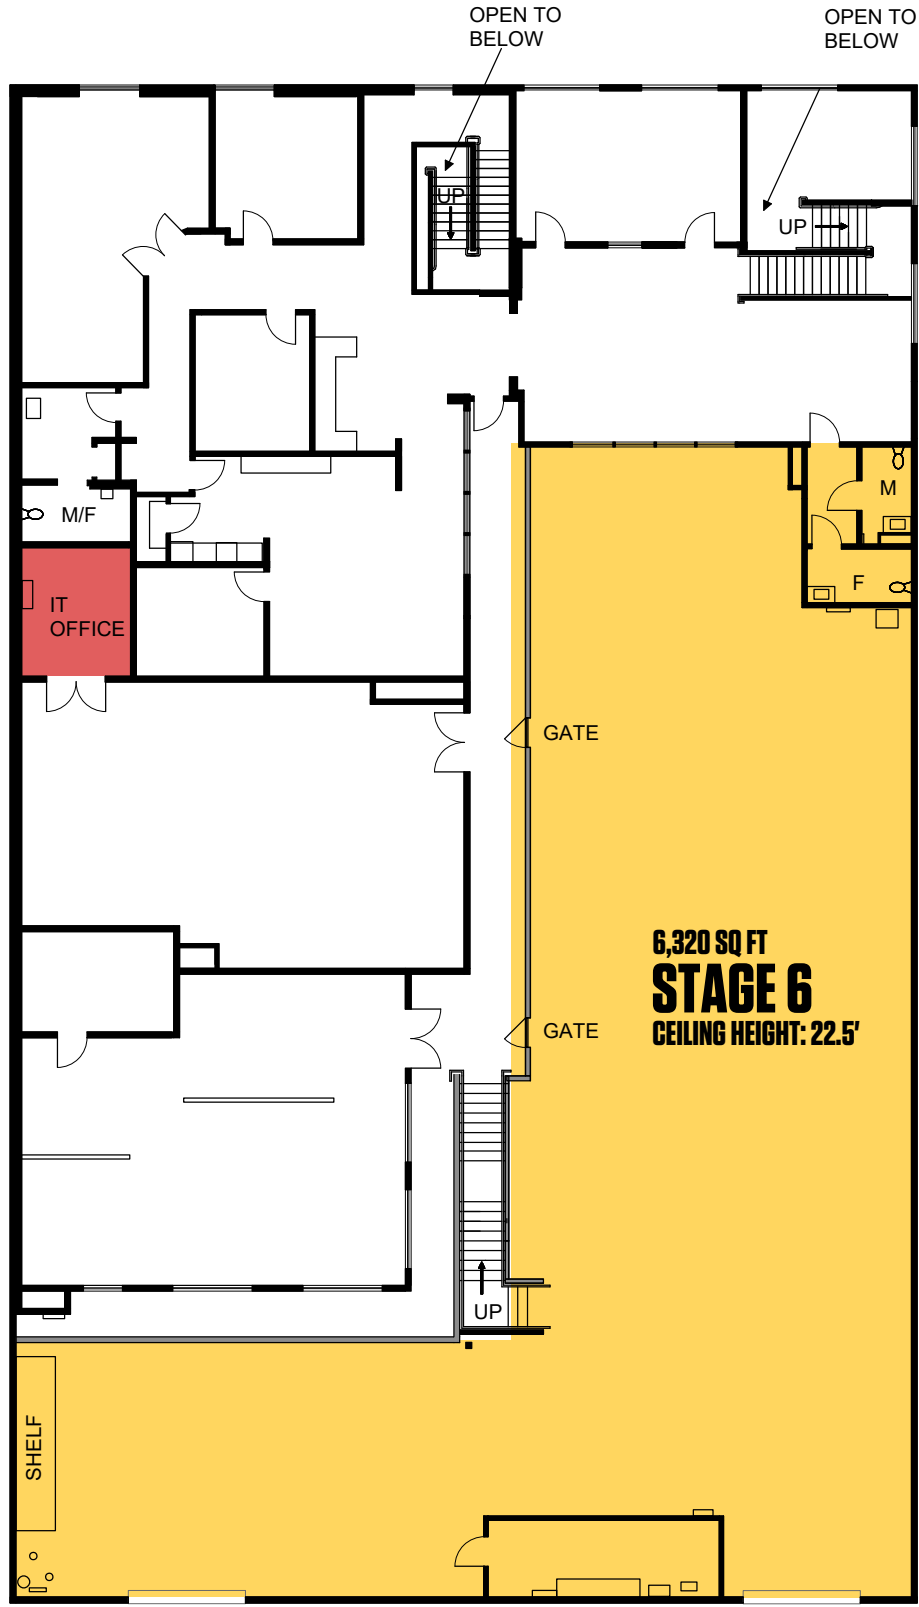 OPEN TO
BELOW
OPEN TO
BELOW
UP
UP
M
M/F
F
IT
OFFICE
GATE
6,320 SQ FT
STAGE 6
CEILING HEIGHT: 22.5'
GATE
UP
SHELF